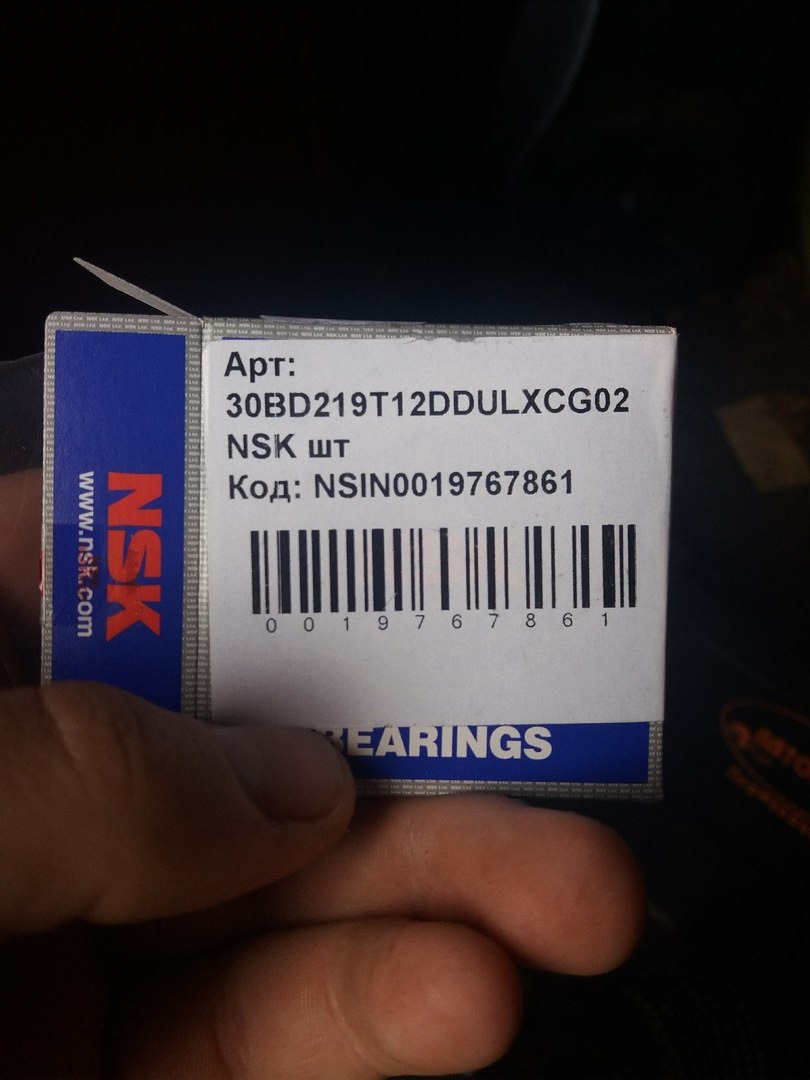 Арт:
30BD219T12DDULXCG02
NSK шт
Код: NSIN0019767861
0019767861
NSK
www.nsk.com
BEARINGS